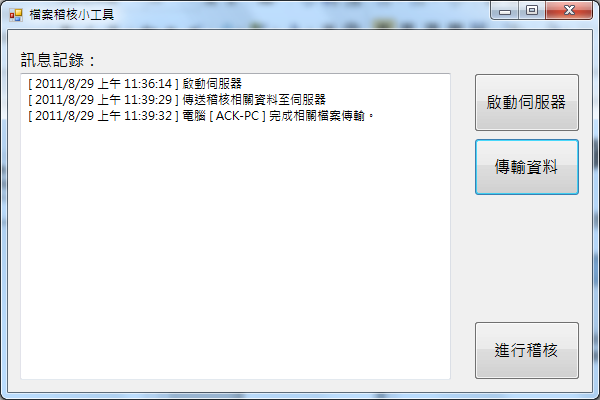 檔案稽核小工具
訊息記錄：
[ 2011/8/29 上午 11:36:14 ] 啟動伺服器
[ 2011/8/29 上午 11:39:29 ] 傳送稽核相關資料至伺服器
[ 2011/8/29 上午 11:39:32 ] 電腦 [ ACK-PC ] 完成相關檔案傳輸。
啟動伺服器
傳輸資料
進行稽核